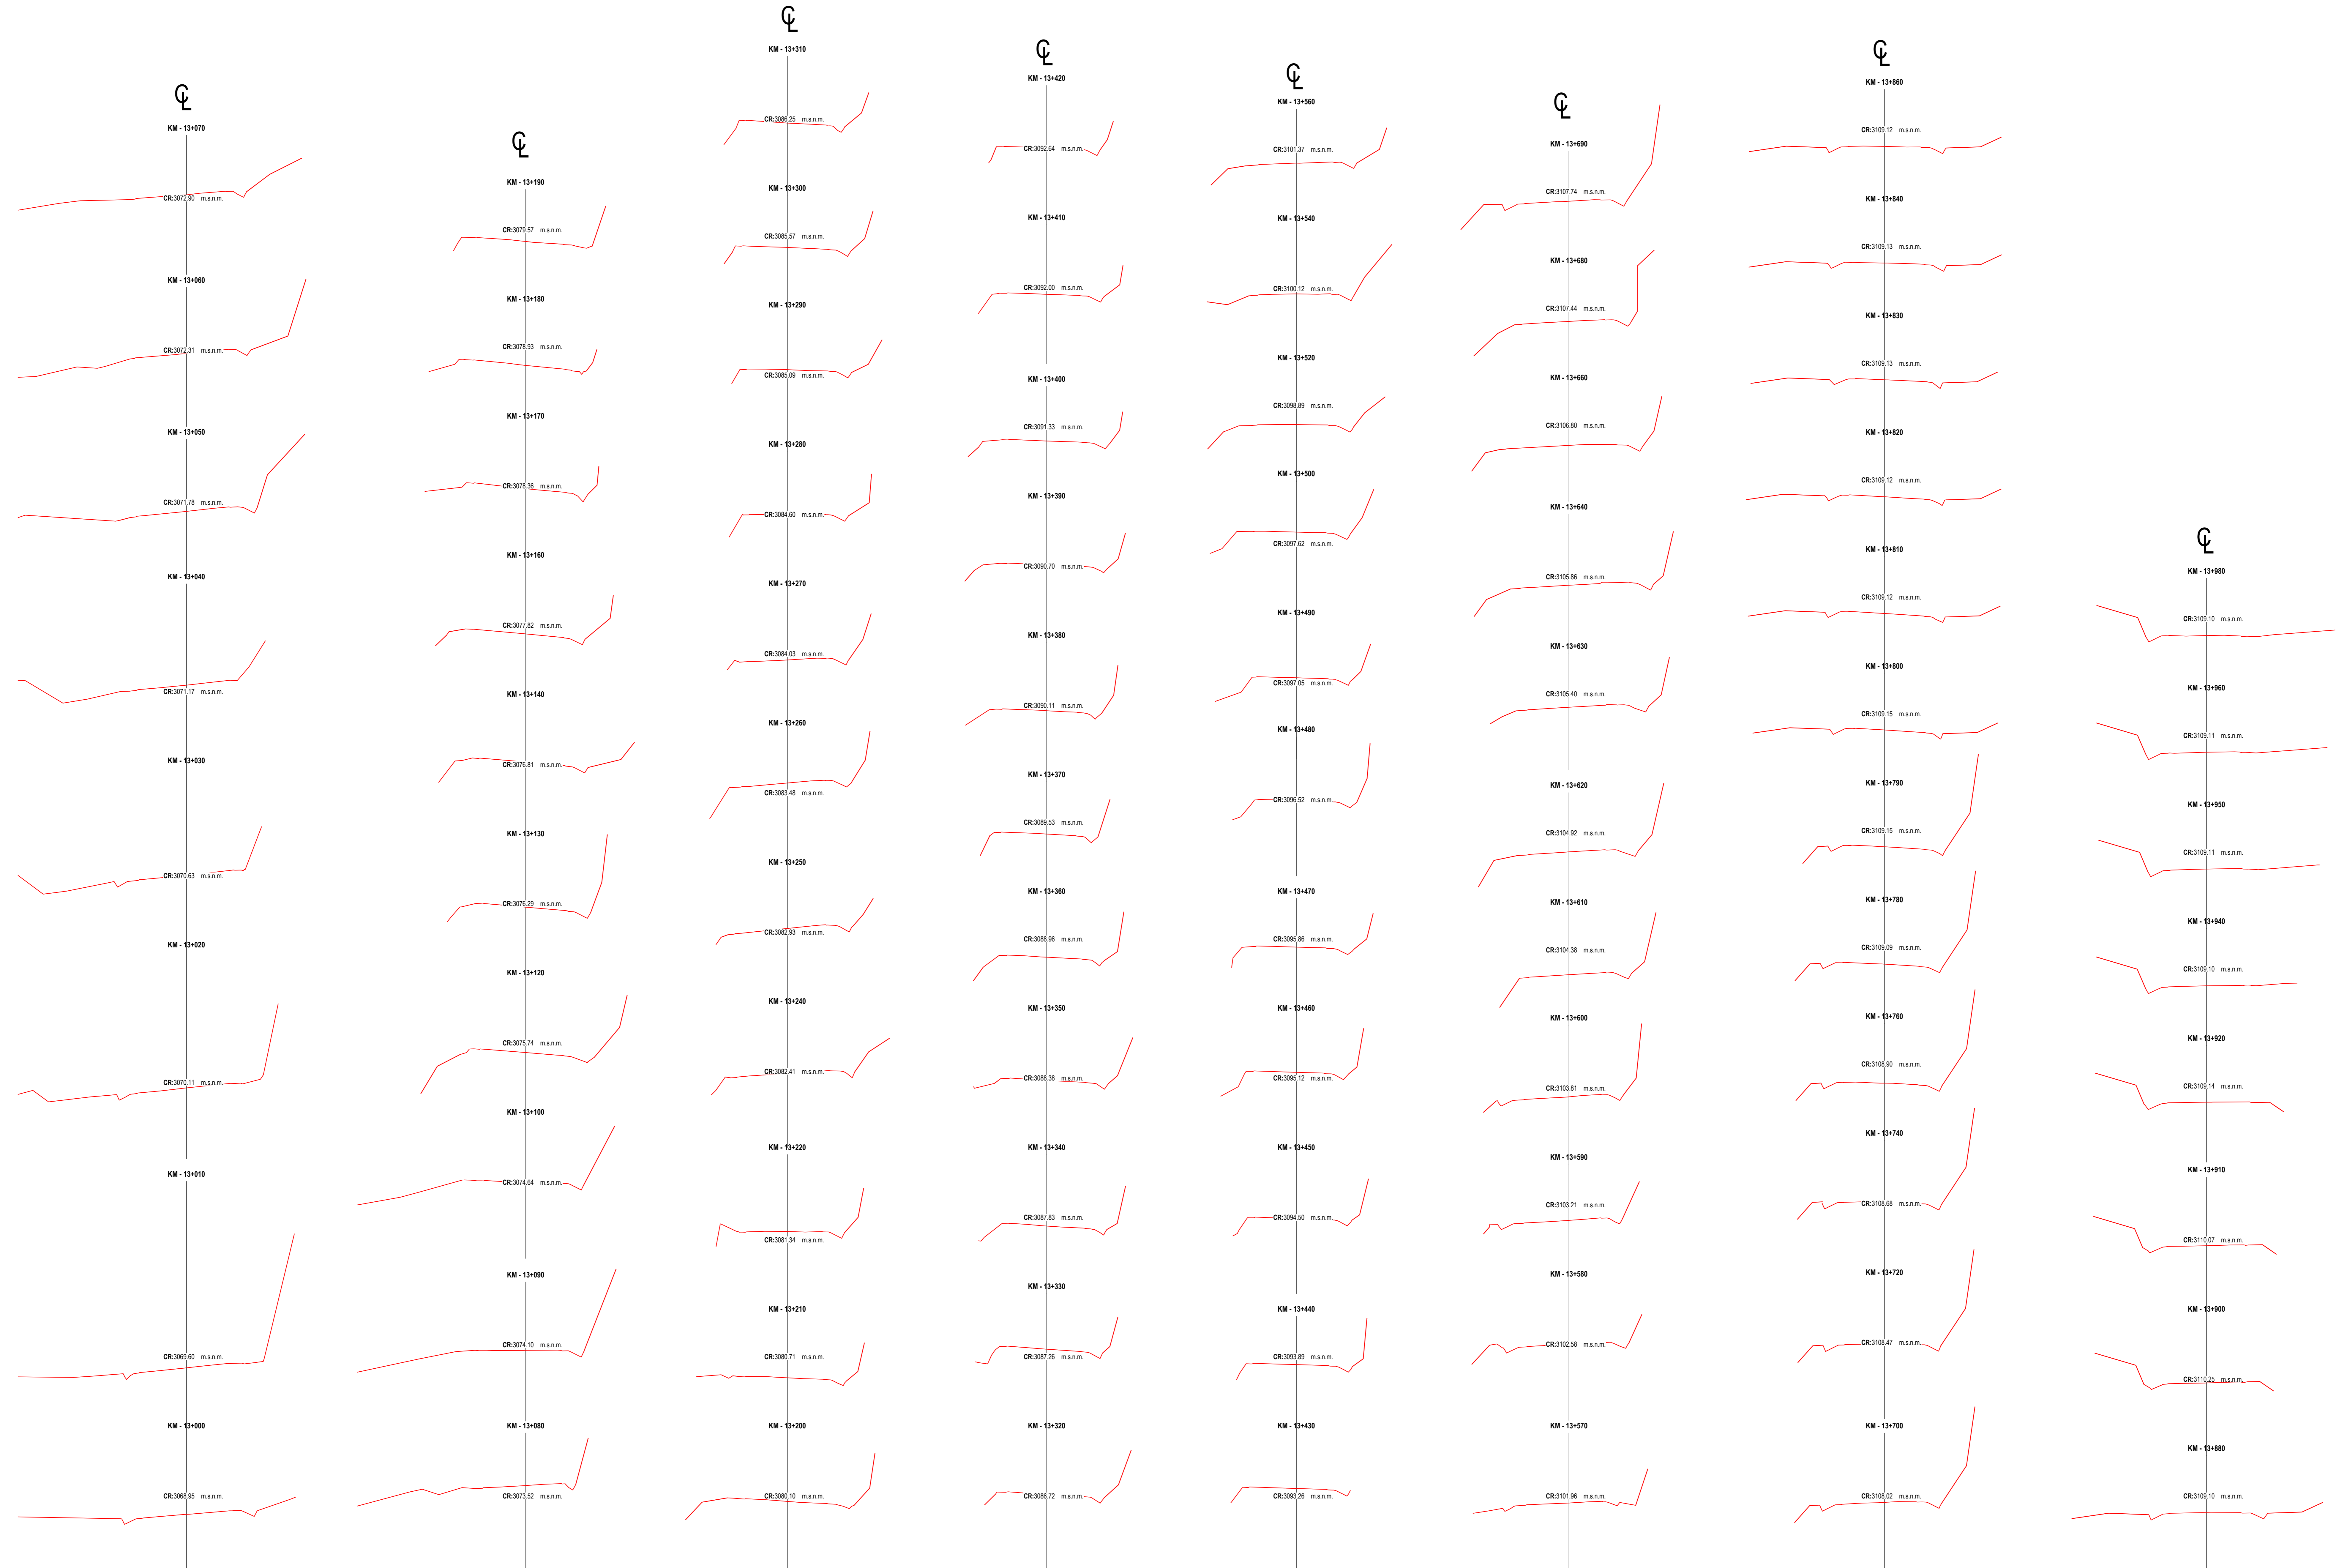 ℄
KM - 13+070
CR:3072.90 m.s.n.m.
KM - 13+060
CR:3072.31 m.s.n.m.
KM - 13+050
CR:3071.78 m.s.n.m.
KM - 13+040
CR:3071.17 m.s.n.m.
KM - 13+030
CR:3070.63 m.s.n.m.
KM - 13+020
CR:3070.11 m.s.n.m.
KM - 13+010
CR:3069.60 m.s.n.m.
KM - 13+000
CR:3068.95 m.s.n.m.
℄
KM - 13+190
CR:3079.57 m.s.n.m.
KM - 13+180
CR:3078.93 m.s.n.m.
KM - 13+170
CR:3078.36 m.s.n.m.
KM - 13+160
CR:3077.82 m.s.n.m.
KM - 13+140
CR:3076.81 m.s.n.m.
KM - 13+130
CR:3076.29 m.s.n.m.
KM - 13+120
CR:3075.74 m.s.n.m.
KM - 13+100
CR:3074.64 m.s.n.m.
KM - 13+090
CR:3074.10 m.s.n.m.
KM - 13+080
CR:3073.52 m.s.n.m.
℄
KM - 13+310
CR:3086.25 m.s.n.m.
KM - 13+300
CR:3085.57 m.s.n.m.
KM - 13+290
CR:3085.09 m.s.n.m.
KM - 13+280
CR:3084.60 m.s.n.m.
KM - 13+270
CR:3084.03 m.s.n.m.
KM - 13+260
CR:3083.48 m.s.n.m.
KM - 13+250
CR:3082.93 m.s.n.m.
KM - 13+240
CR:3082.41 m.s.n.m.
KM - 13+220
CR:3081.34 m.s.n.m.
KM - 13+210
CR:3080.71 m.s.n.m.
KM - 13+200
CR:3080.10 m.s.n.m.
℄
KM - 13+420
CR:3092.64 m.s.n.m.
KM - 13+410
CR:3092.00 m.s.n.m.
KM - 13+400
CR:3091.33 m.s.n.m.
KM - 13+390
CR:3090.70 m.s.n.m.
KM - 13+380
CR:3090.11 m.s.n.m.
KM - 13+370
CR:3089.53 m.s.n.m.
KM - 13+360
CR:3088.96 m.s.n.m.
KM - 13+350
CR:3088.38 m.s.n.m.
KM - 13+340
CR:3087.83 m.s.n.m.
KM - 13+330
CR:3087.26 m.s.n.m.
KM - 13+320
CR:3086.72 m.s.n.m.
℄
KM - 13+560
CR:3101.37 m.s.n.m.
KM - 13+540
CR:3100.12 m.s.n.m.
KM - 13+520
CR:3098.89 m.s.n.m.
KM - 13+500
CR:3097.62 m.s.n.m.
KM - 13+490
CR:3097.05 m.s.n.m.
KM - 13+480
CR:3096.52 m.s.n.m.
KM - 13+470
CR:3095.86 m.s.n.m.
KM - 13+460
CR:3095.12 m.s.n.m.
KM - 13+450
CR:3094.50 m.s.n.m.
KM - 13+440
CR:3093.89 m.s.n.m.
KM - 13+430
CR:3093.26 m.s.n.m.
℄
KM - 13+690
CR:3107.74 m.s.n.m.
KM - 13+680
CR:3107.44 m.s.n.m.
KM - 13+660
CR:3106.80 m.s.n.m.
KM - 13+640
CR:3105.86 m.s.n.m.
KM - 13+630
CR:3105.40 m.s.n.m.
KM - 13+620
CR:3104.92 m.s.n.m.
KM - 13+610
CR:3104.38 m.s.n.m.
KM - 13+600
CR:3103.81 m.s.n.m.
KM - 13+590
CR:3103.21 m.s.n.m.
KM - 13+580
CR:3102.58 m.s.n.m.
KM - 13+570
CR:3101.96 m.s.n.m.
℄
KM - 13+860
CR:3109.12 m.s.n.m.
KM - 13+840
CR:3109.13 m.s.n.m.
KM - 13+830
CR:3109.13 m.s.n.m.
KM - 13+820
CR:3109.12 m.s.n.m.
KM - 13+810
CR:3109.12 m.s.n.m.
KM - 13+800
CR:3109.15 m.s.n.m.
KM - 13+790
CR:3109.15 m.s.n.m.
KM - 13+780
CR:3109.09 m.s.n.m.
KM - 13+760
CR:3108.90 m.s.n.m.
KM - 13+740
CR:3108.68 m.s.n.m.
KM - 13+720
CR:3108.47 m.s.n.m.
KM - 13+700
CR:3108.02 m.s.n.m.
℄
KM - 13+980
CR:3109.10 m.s.n.m.
KM - 13+960
CR:3109.11 m.s.n.m.
KM - 13+950
CR:3109.11 m.s.n.m.
KM - 13+940
CR:3109.10 m.s.n.m.
KM - 13+920
CR:3109.14 m.s.n.m.
KM - 13+910
CR:3110.07 m.s.n.m.
KM - 13+900
CR:3110.25 m.s.n.m.
KM - 13+880
CR:3109.10 m.s.n.m.